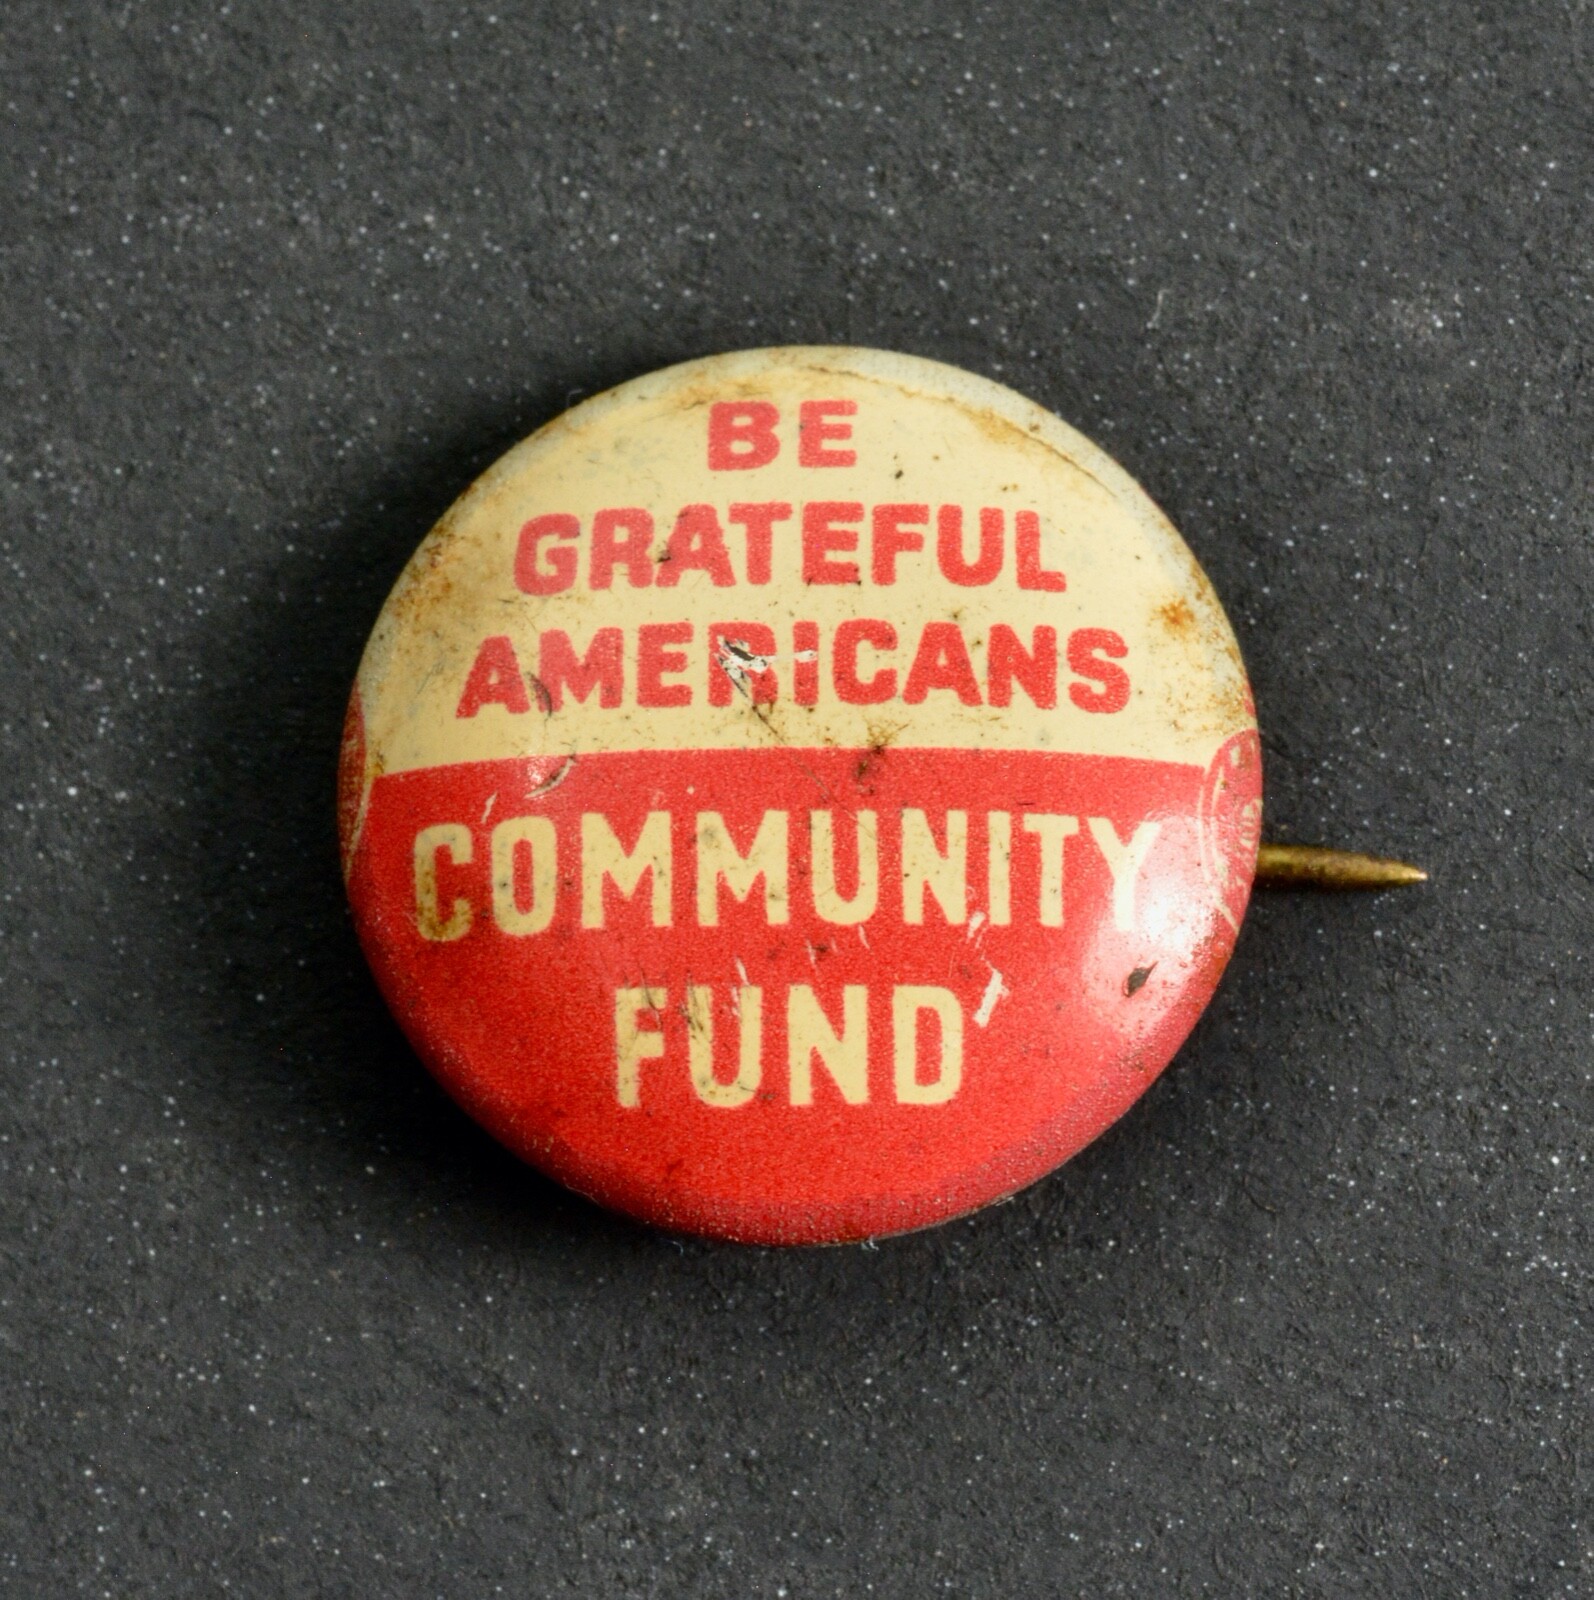 BE
GRATEFUL
AMERICANS
COMMUNITY
FUND